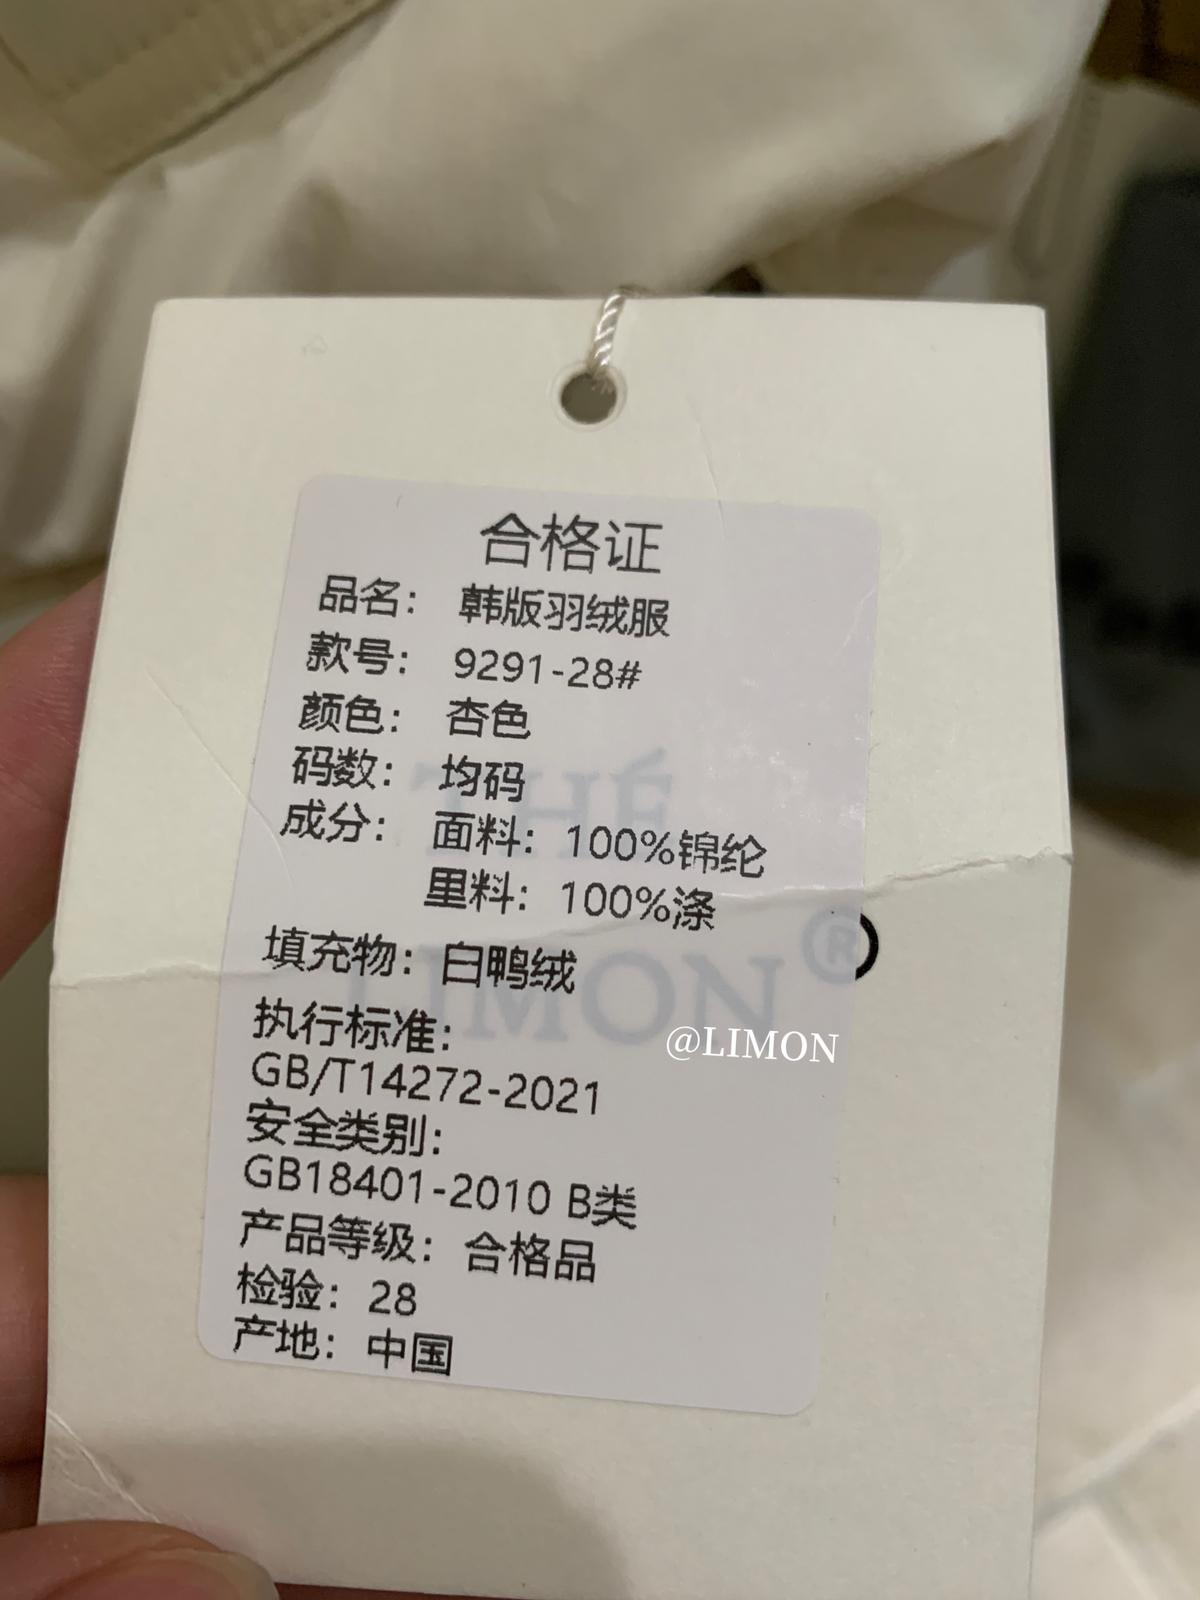 合格证
品名： 韩版羽绒服
款号： 9291-28#
颜色： 杏色
码数： 均码
成分： 面料：100%锦纶
里料：100%涤
填充物：白鸭绒
执行标准：
GB/T14272-2021
安全类别：
GB18401-2010 B类
产品等级：合格品
检验：28
产地：中国
THÉ
LIMON®
@LIMON